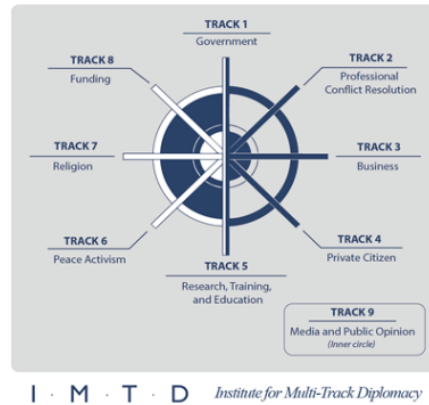 TRACK 1
Government
TRACK 8
Funding
TRACK 2
Professional
Conflict Resolution
TRACK 7
Religion
TRACK 3
Business
TRACK 6
Peace Activism
TRACK 4
Private Citizen
TRACK 5
Research, Training,
and Education
TRACK 9
Media and Public Opinion
(Inner circle)
I · M · T · D Institute for Multi-Track Diplomacy